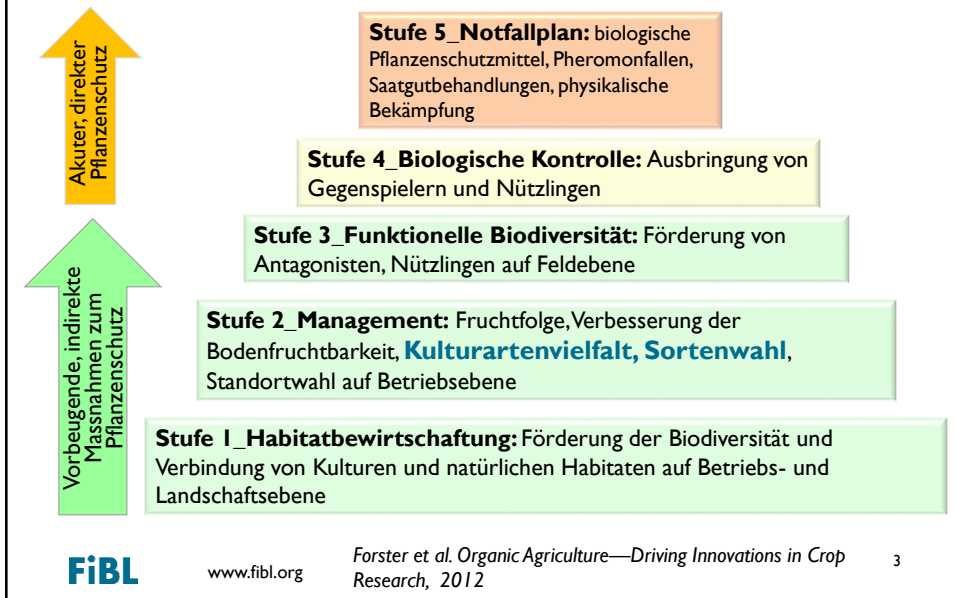 Akuter, direkter
Pflanzenschutz
Stufe 5_Notfallplan: biologische
Pflanzenschutzmittel, Pheromonfallen,
Saatgutbehandlungen, physikalische
Bekämpfung
Stufe 4_Biologische Kontrolle: Ausbringung von
Gegenspielern und Nützlingen
Stufe 3_Funktionelle Biodiversität: Förderung von
Antagonisten, Nützlingen auf Feldebene
Vorbeugende, indirekte
Massnahmen zum
Pflanzenschutz
Stufe 2_Management: Fruchtfolge, Verbesserung der
Bodenfruchtbarkeit, Kulturartenvielfalt, Sortenwahl,
Standortwahl auf Betriebsebene
Stufe 1_Habitatbewirtschaftung: Förderung der Biodiversität und
Verbindung von Kulturen und natürlichen Habitaten auf Betriebs- und
Landschaftsebene
FiBL
www.fibl.org
Forster et al. Organic Agriculture—Driving Innovations in Crop
Research, 2012
3